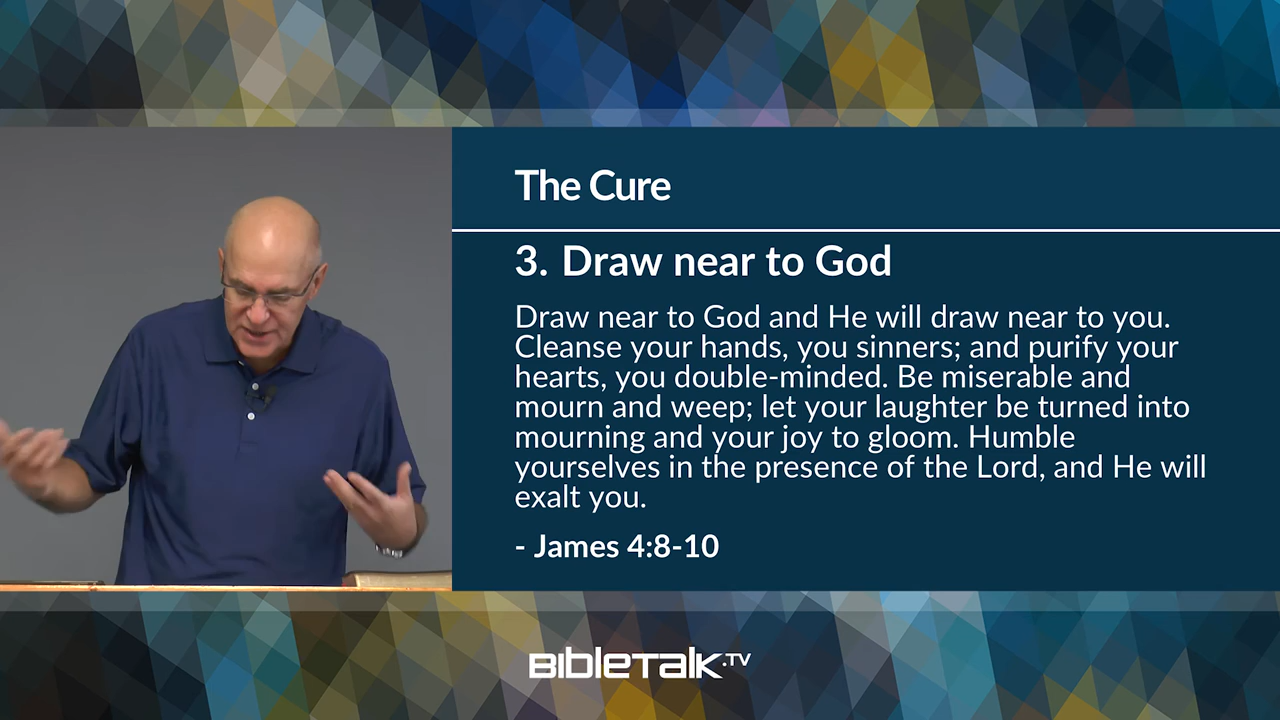 The Cure
3. Draw near to God
Draw near to God and He will draw near to you.
Cleanse your hands, you sinners; and purify your
hearts, you double-minded. Be miserable and
mourn and weep; let your laughter be turned into
mourning and your joy to gloom. Humble
yourselves in the presence of the Lord, and He will
exalt you.
- James 4:8-10
BIBLETALK.TV